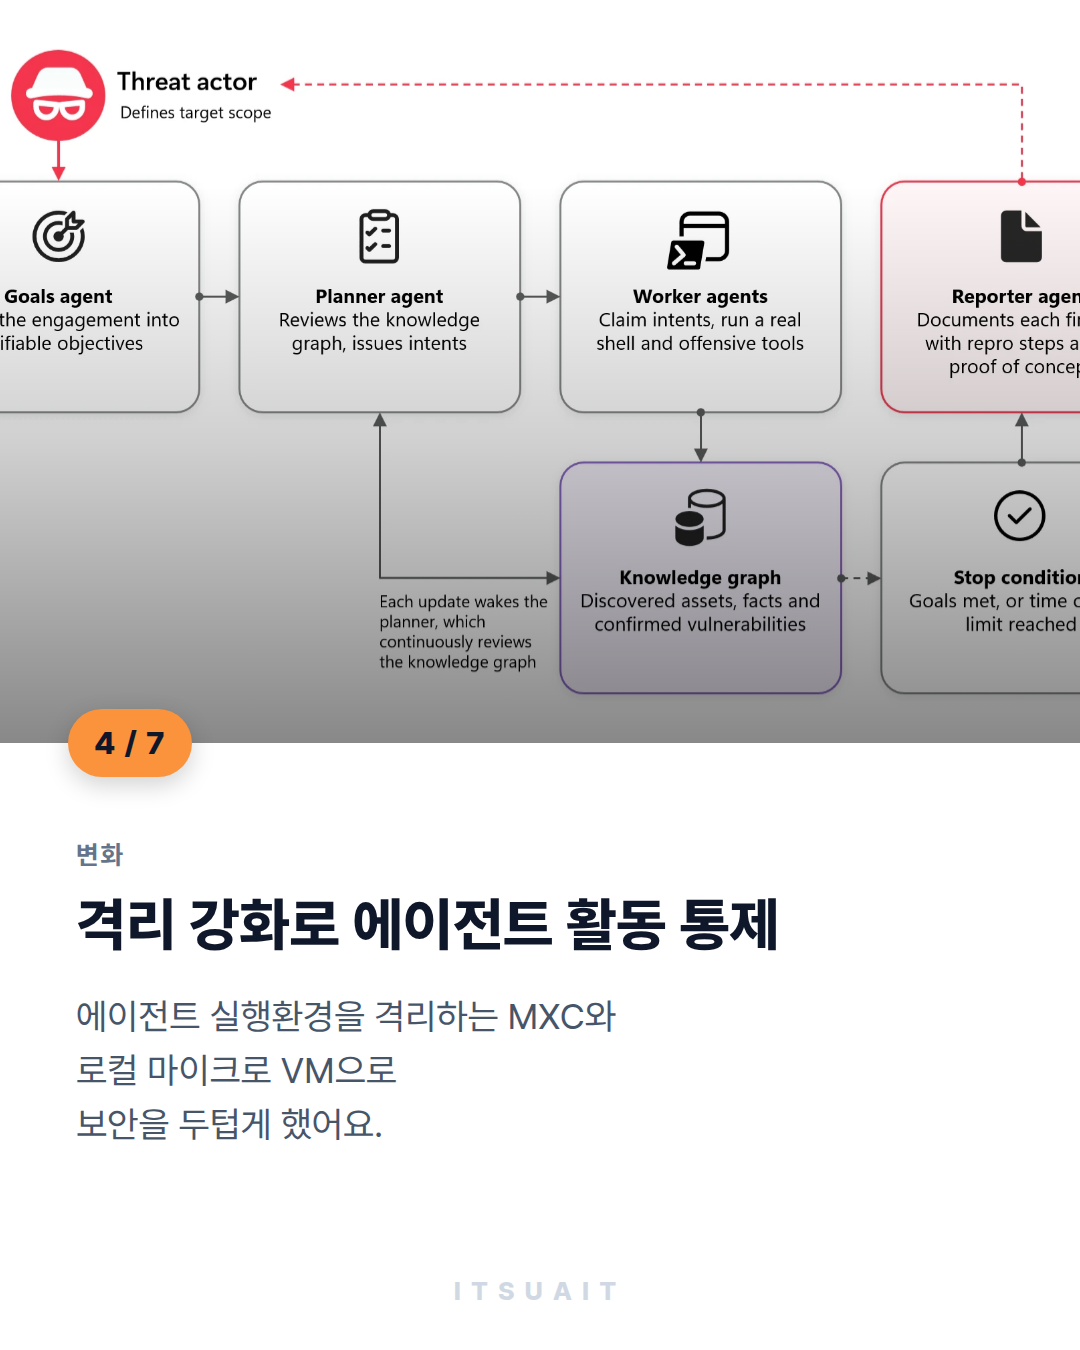 Threat actor
Defines target scope
Goals agent
the engagement into
ifiable objectives
Planner agent
Reviews the knowledge
graph, issues intents
Worker agents
Claim intents, run a real
shell and offensive tools
Reporter agen
Documents each fin
with repro steps a
proof of concep
Each update wakes the
planner, which
continuously reviews
the knowledge graph
Knowledge graph
Discovered assets, facts and
confirmed vulnerabilities
Stop condition
Goals met, or time o
limit reached
4 / 7
변화
격리 강화로 에이전트 활동 통제
에이전트 실행환경을 격리하는 MXC와
로컬 마이크로 VM으로
보안을 두텁게 했어요.
ITSUAIT